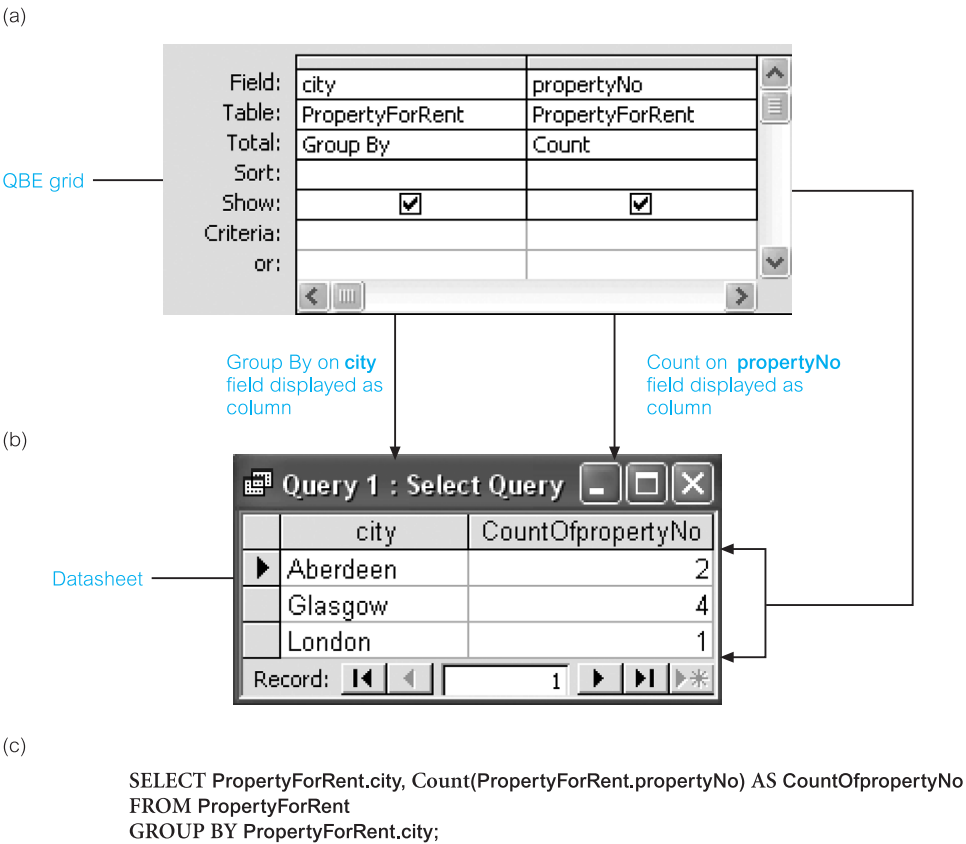 (a)
Field: city propertyNo
Table: PropertyForRent PropertyForRent
Total: Group By Count
Sort:
QBE grid
Show:
Criteria:
or:
Group By on city
field displayed as
column
Count on propertyNo
field displayed as
column
(b)
Query 1 : Select Query
city CountOfpropertyNo
Aberdeen 2
Datasheet
Glasgow 4
London 1
Record: 1
(c)
SELECT PropertyForRent.city, Count(PropertyForRent.propertyNo) AS CountOfpropertyNo
FROM PropertyForRent
GROUP BY PropertyForRent.city;